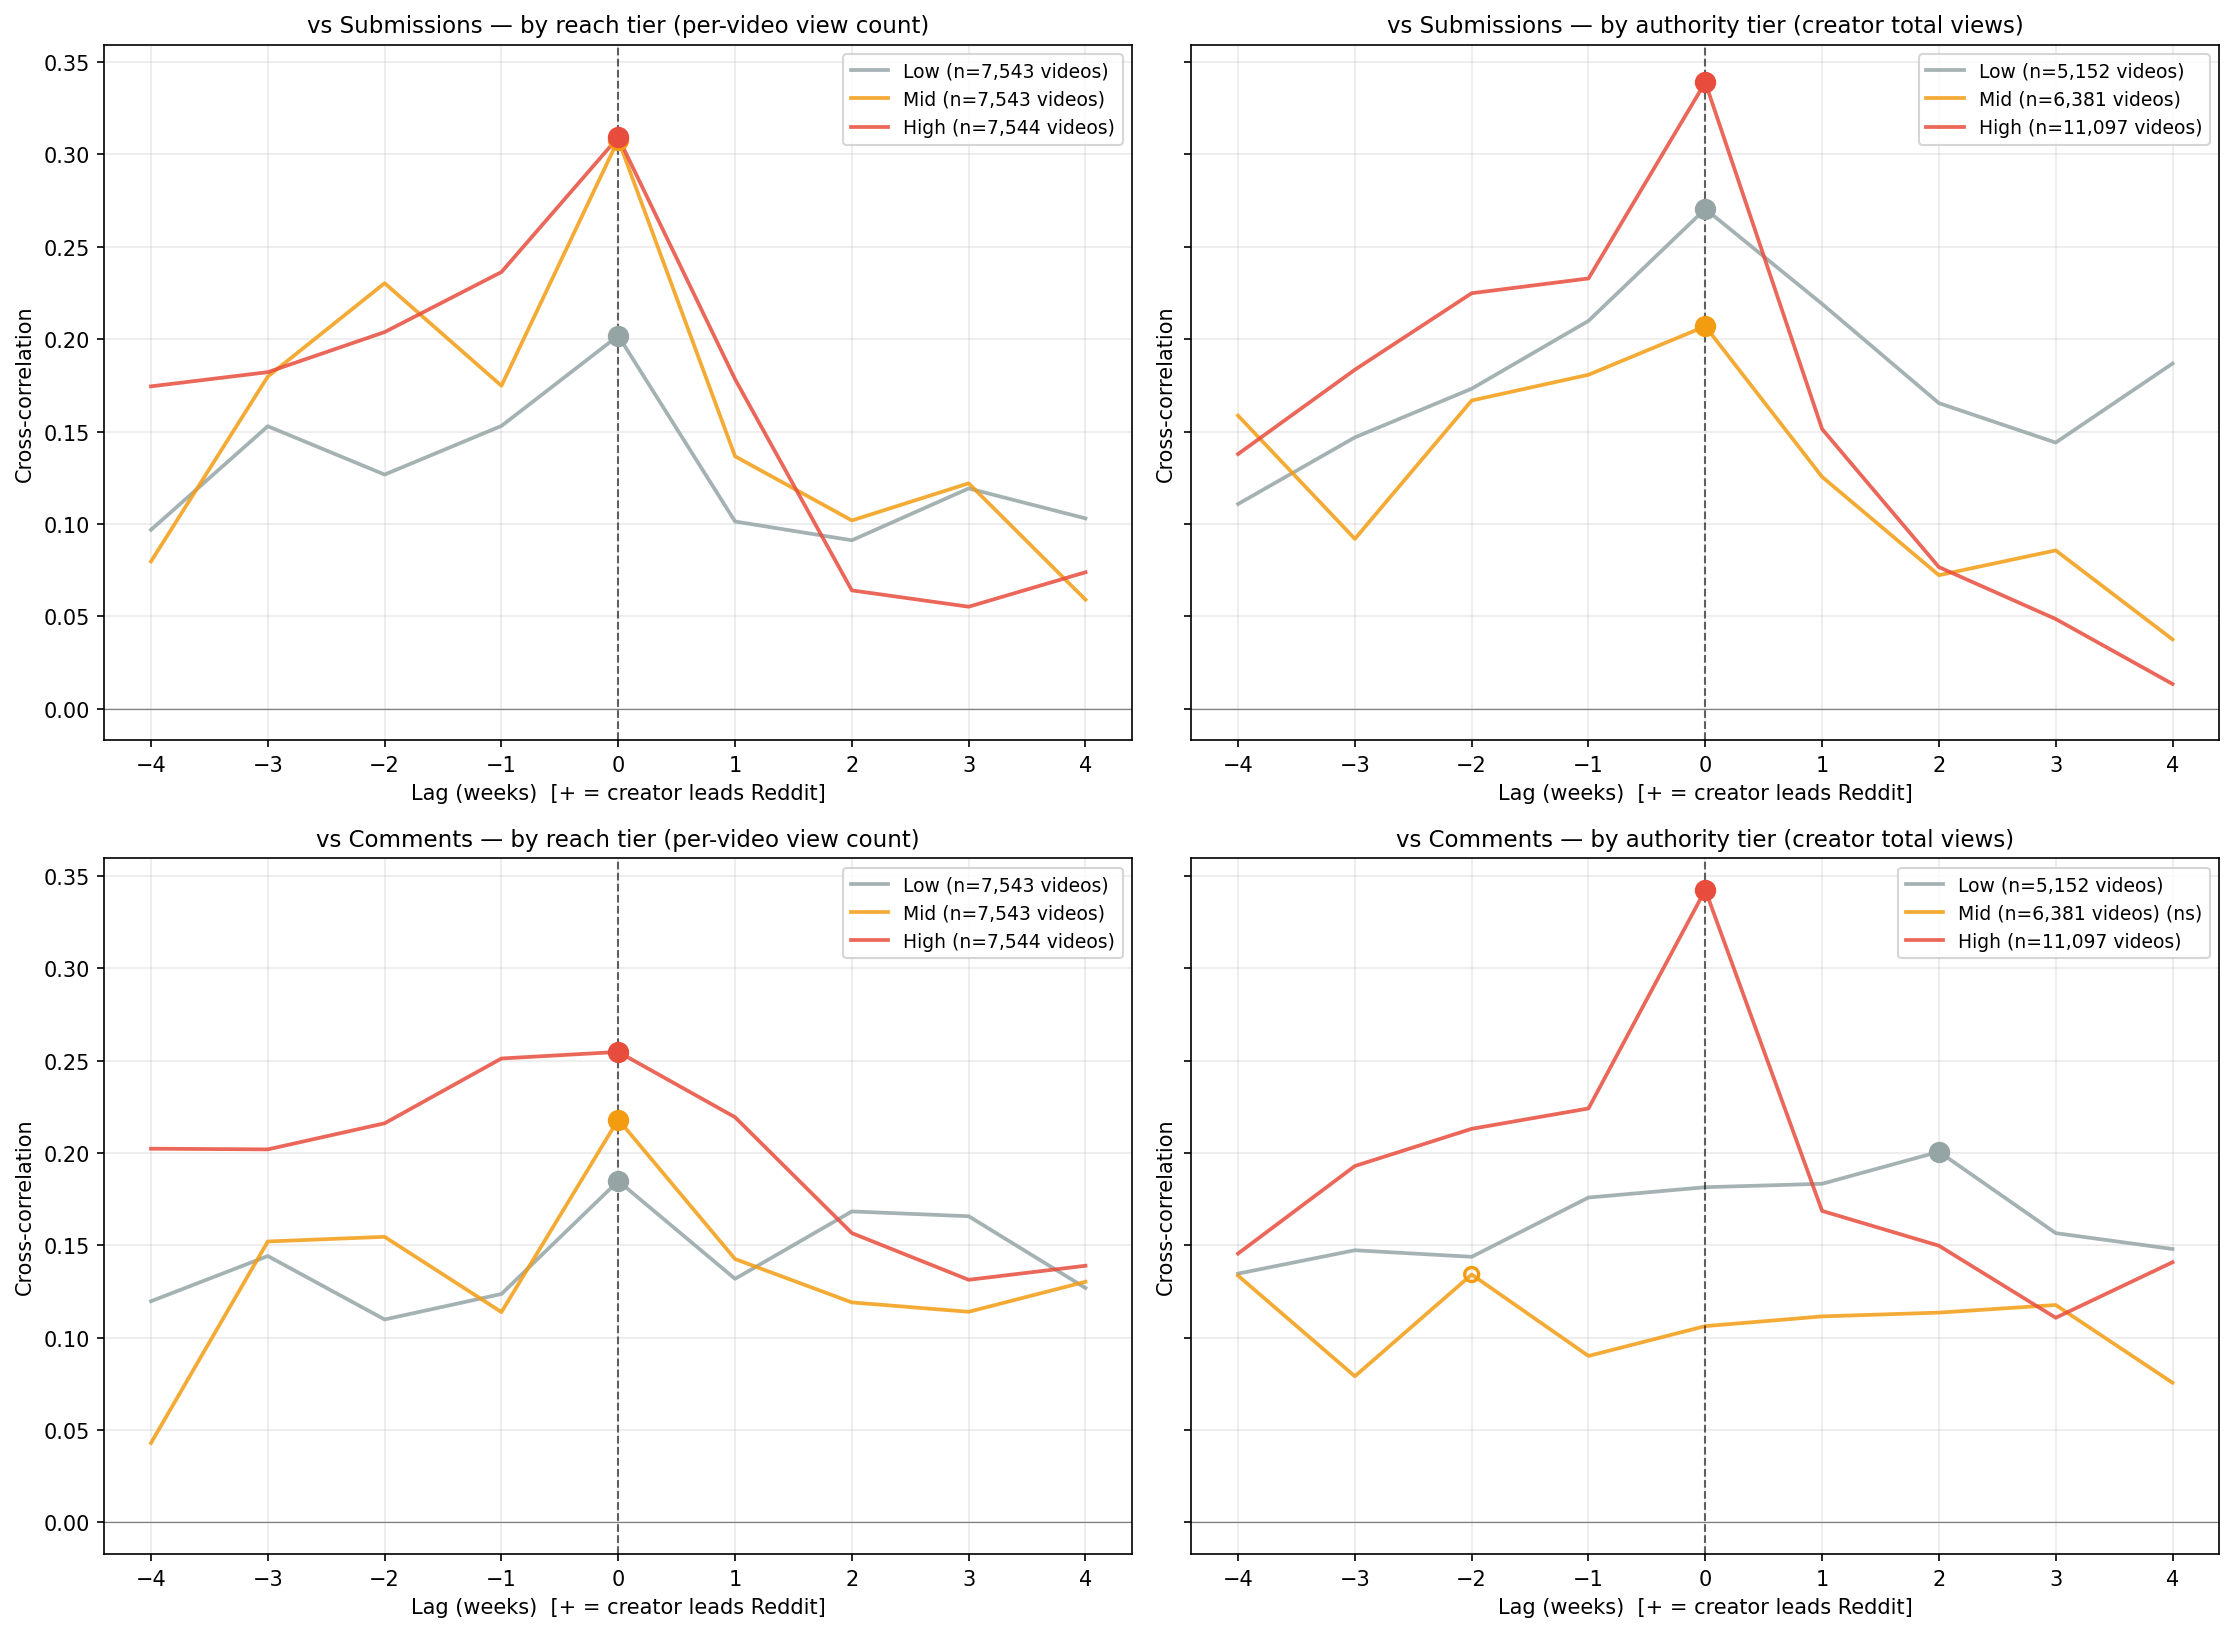 vs Submissions — by reach tier (per-video view count)
Low (n=7,543 videos)
Mid (n=7,543 videos)
High (n=7,544 videos)
Cross-correlation
0.35
0.30
0.25
0.20
0.15
0.10
0.05
0.00
−4 −3 −2 −1 0 1 2 3 4
Lag (weeks) [+ = creator leads Reddit]
vs Submissions — by authority tier (creator total views)
Low (n=5,152 videos)
Mid (n=6,381 videos)
High (n=11,097 videos)
Cross-correlation
−4 −3 −2 −1 0 1 2 3 4
Lag (weeks) [+ = creator leads Reddit]
vs Comments — by reach tier (per-video view count)
Low (n=7,543 videos)
Mid (n=7,543 videos)
High (n=7,544 videos)
Cross-correlation
0.35
0.30
0.25
0.20
0.15
0.10
0.05
0.00
−4 −3 −2 −1 0 1 2 3 4
Lag (weeks) [+ = creator leads Reddit]
vs Comments — by authority tier (creator total views)
Low (n=5,152 videos)
Mid (n=6,381 videos) (ns)
High (n=11,097 videos)
Cross-correlation
−4 −3 −2 −1 0 1 2 3 4
Lag (weeks) [+ = creator leads Reddit]